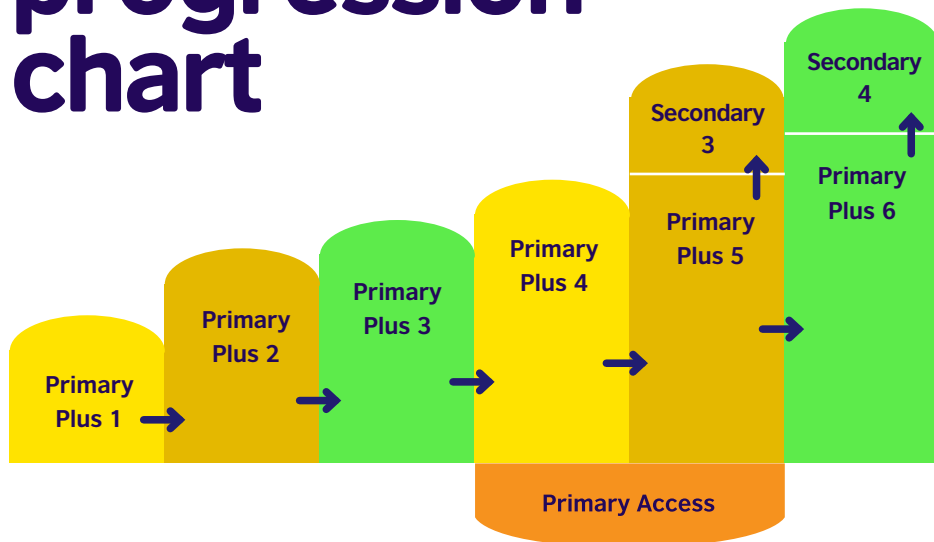 progression
chart
Primary
Plus 1
Primary
Plus 2
Primary
Plus 3
Primary
Plus 4
Secondary
3
Primary
Plus 5
Secondary
4
Primary
Plus 6
Primary Access